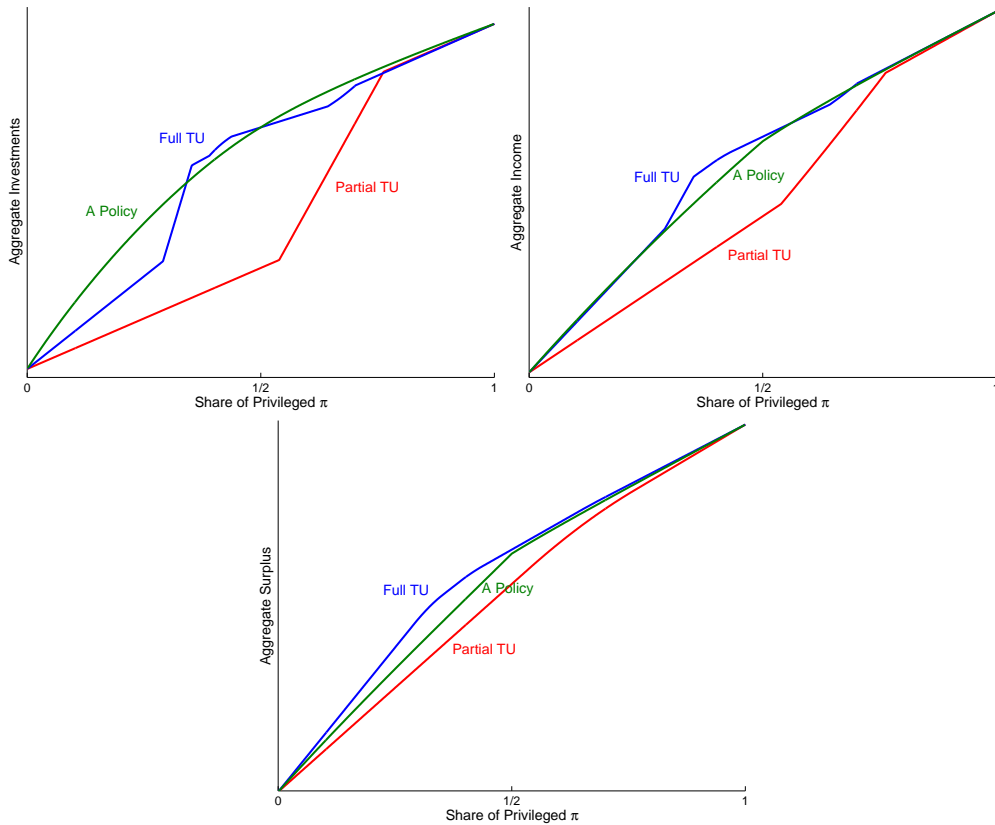 Aggregate Investments
Full TU
A Policy
Partial TU
0
1/2
1
Share of Privileged π
Aggregate Income
Full TU
A Policy
Partial TU
0
1/2
1
Share of Privileged π
Aggregate Surplus
Full TU
A Policy
Partial TU
0
1/2
1
Share of Privileged π